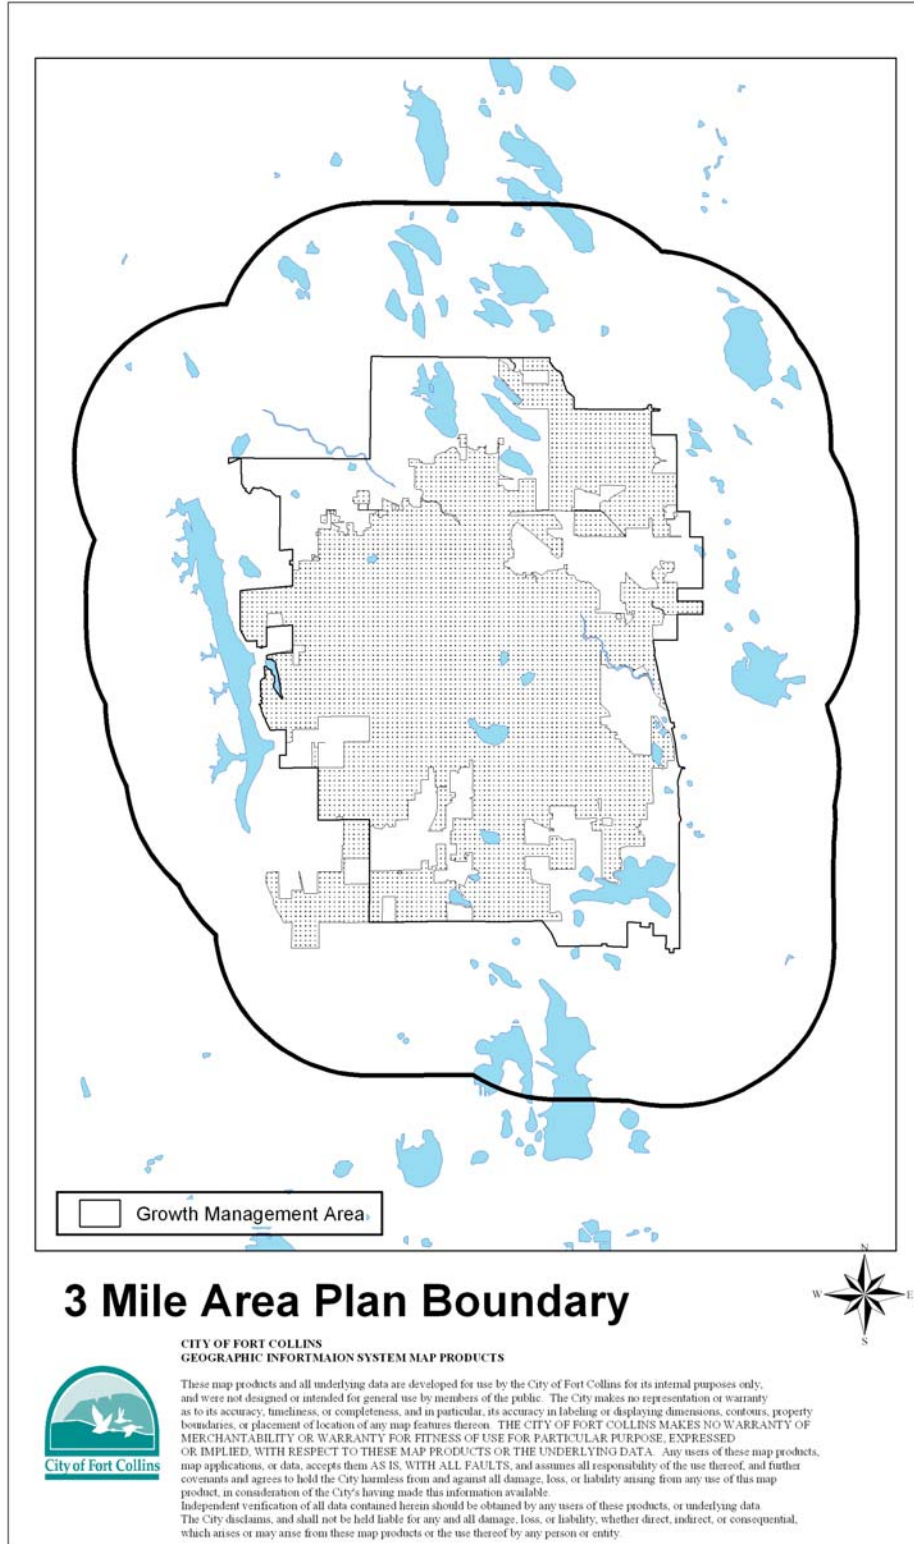 Growth Management Area
3 Mile Area Plan Boundary
N
W
E
S
CITY OF FORT COLLINS
GEOGRAPHIC INFORTMAION SYSTEM MAP PRODUCTS
These map products and all underlying data are developed for use by the City of Fort Collins for its internal purposes only,
and were not designed or intended for general use by members of the public. The City makes no representation or warranty
as to its accuracy, timeliness, or completeness, and in particular, its accuracy in labeling or displaying dimensions, contours, property
boundaries, or placement of location of any map features thereon. THE CITY OF FORT COLLINS MAKES NO WARRANTY OF
MERCHANTABILITY OR WARRANTY FOR FITNESS OF USE FOR PARTICULAR PURPOSE, EXPRESSED
OR IMPLIED, WITH RESPECT TO THESE MAP PRODUCTS OR THE UNDERLYING DATA. Any users of these map products,
map applications, or data, accepts them AS IS, WITH ALL FAULTS, and assumes all responsibility of the use thereof, and further
covenants and agrees to hold the City harmless from and against all damage, loss, or liability arising from any use of this map
product, in consideration of the City's having made this information available.
Independent verification of all data contained herein should be obtained by any users of these products, or underlying data.
The City disclaims, and shall not be held liable for any and all damage, loss, or liability, whether direct, indirect, or consequential,
which arises or may arise from these map products or the use thereof by any person or entity.
City of Fort Collins